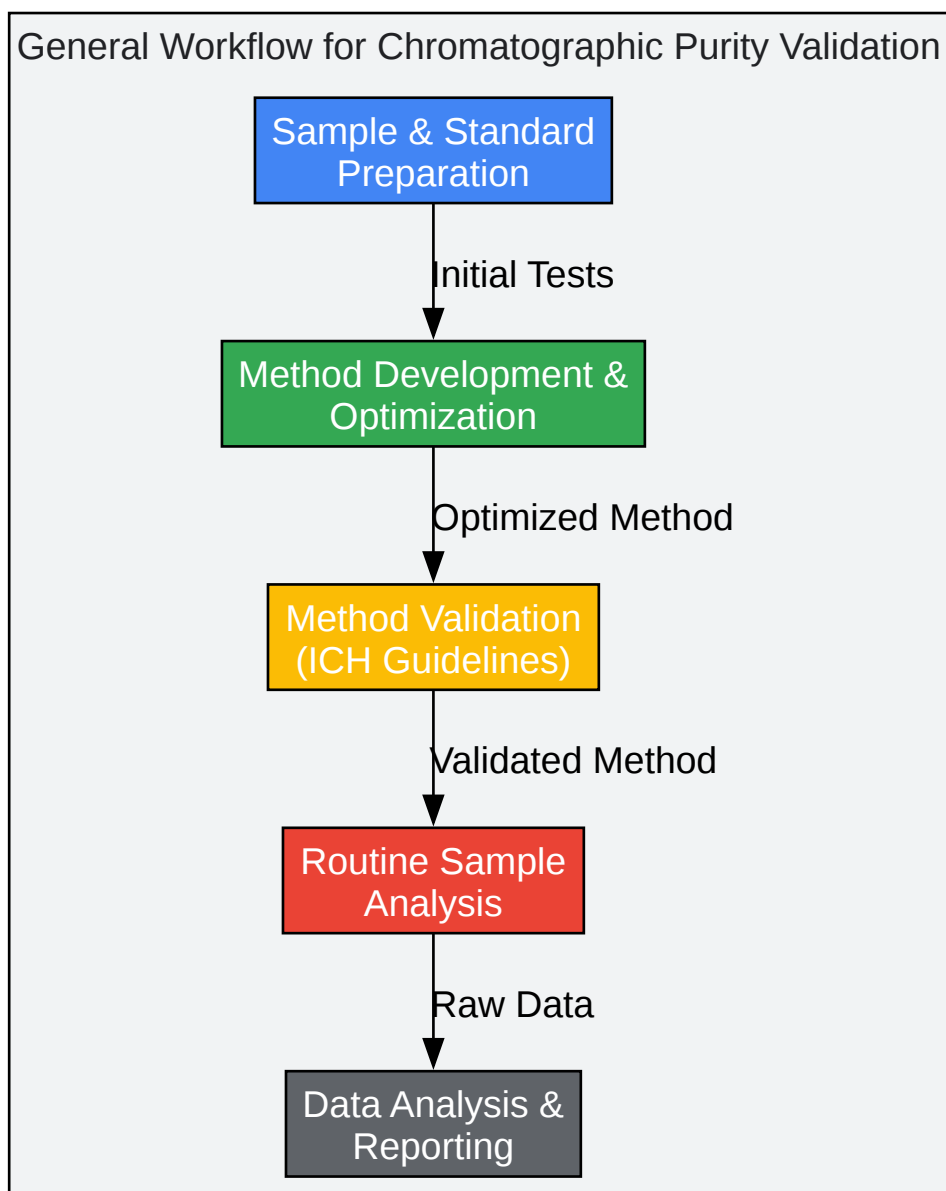 General Workflow for Chromatographic Purity Validation
Sample & Standard
Preparation
Initial Tests
Method Development &
Optimization
Optimized Method
Method Validation
(ICH Guidelines)
Validated Method
Routine Sample
Analysis
Raw Data
Data Analysis &
Reporting